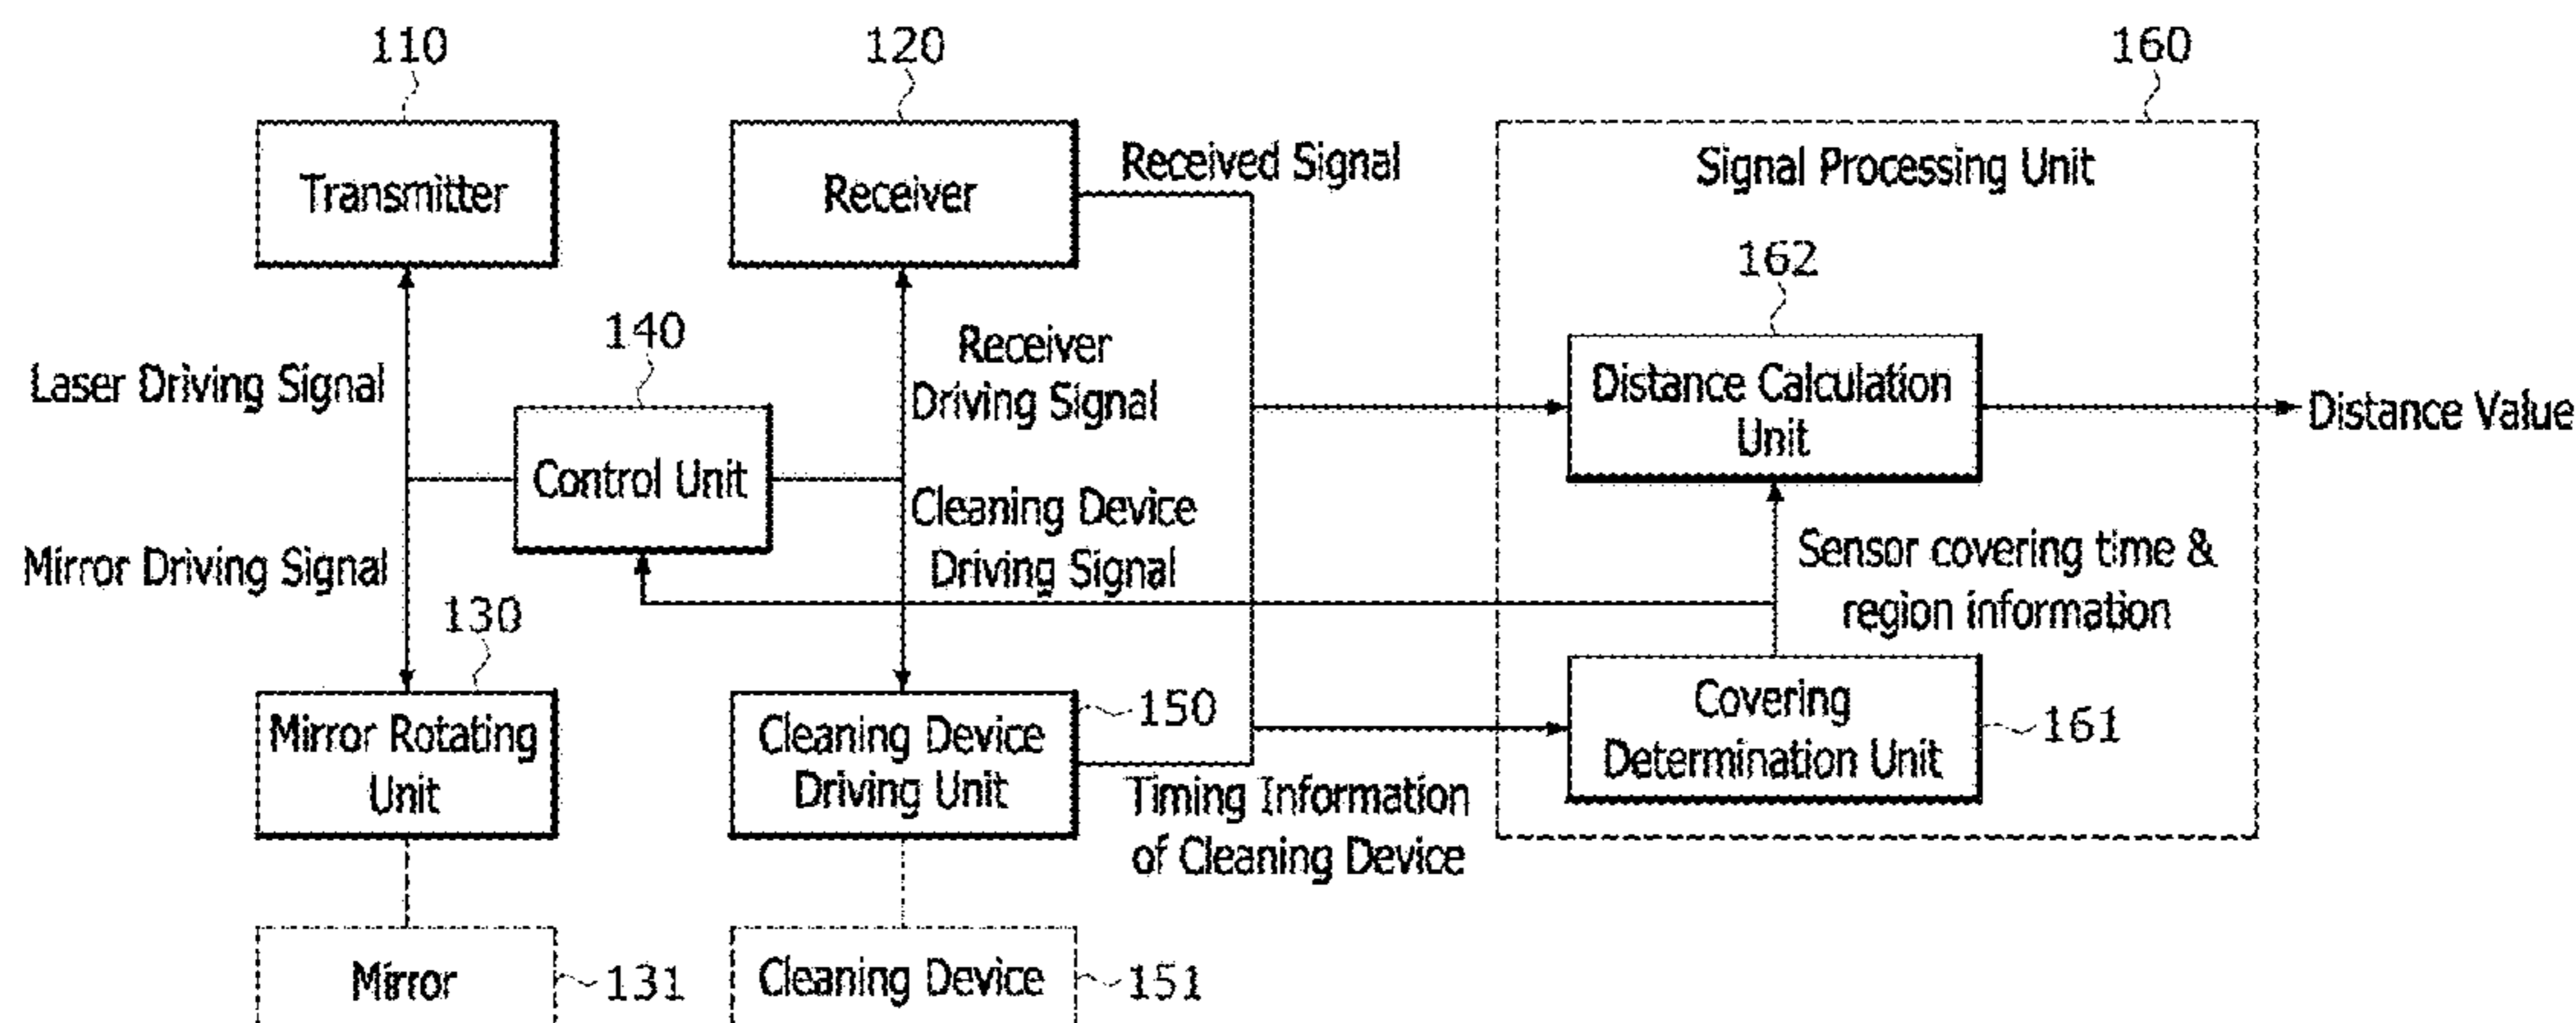 110
120
160
Transmitter
Receiver
Received Signal
Signal Processing Unit
162
140
Laser Driving Signal
Receiver
Driving Signal
Distance Calculation
Unit
Distance Value
Control Unit
Cleaning Device
Driving Signal
Mirror Driving Signal
Sensor covering time &
region information
130
Mirror Rotating
Unit
Cleaning Device
Driving Unit
150
Covering
Determination Unit
161
Timing Information
of Cleaning Device
Mirror
131
Cleaning Device
151